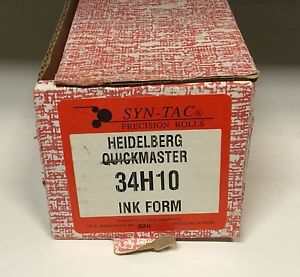 SYN-TAC®
PRECISION ROLLS
HEIDELBERG
QUICKMASTER
34H10
INK FORM